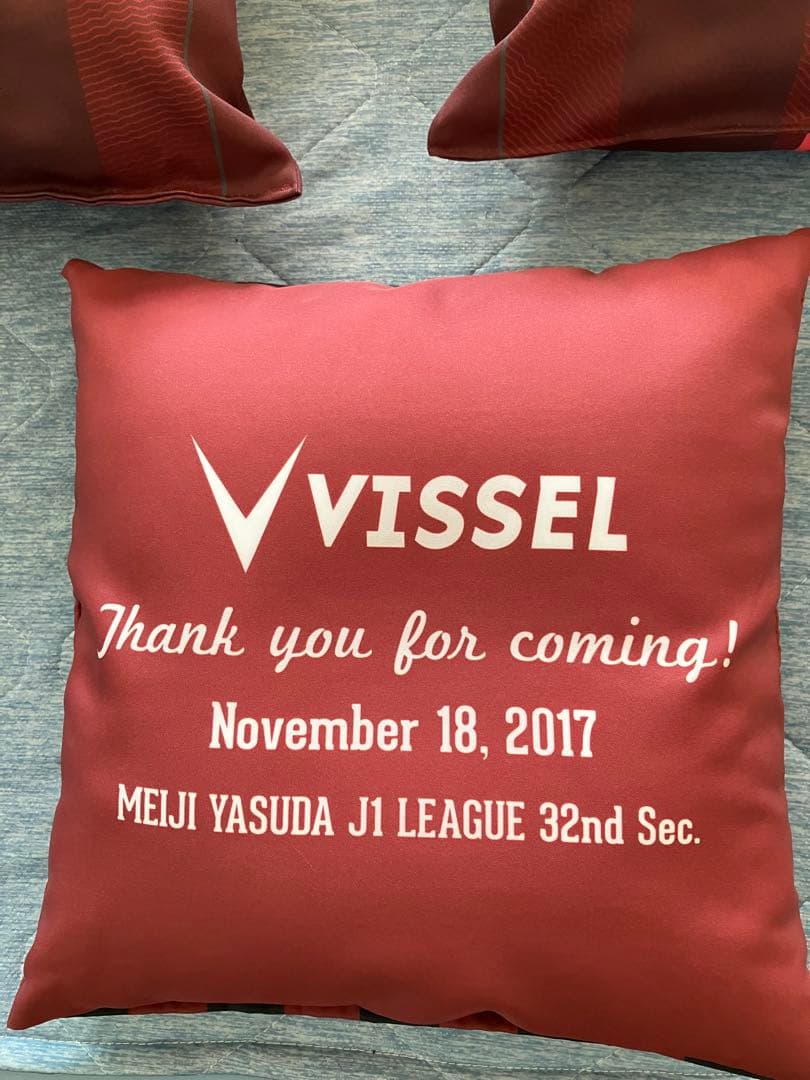 VISSEL
Thank you for coming!
November 18, 2017
MEIJI YASUDA J1 LEAGUE 32nd Sec.